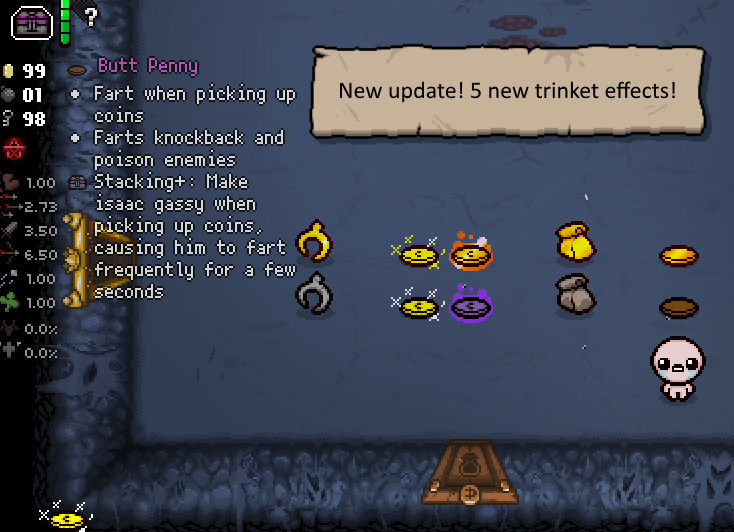 ?
99
01
98
Butt Penny
• Fart when picking up
coins
• Farts knockback and
poison enemies
Stacking+: Make
isaac gassy when
picking up coins,
causing him to fart
frequently for a few
seconds
New update! 5 new trinket effects!
1.00
-2.73
3.50
6.50
1.00
1.00
0.0%
0.0%